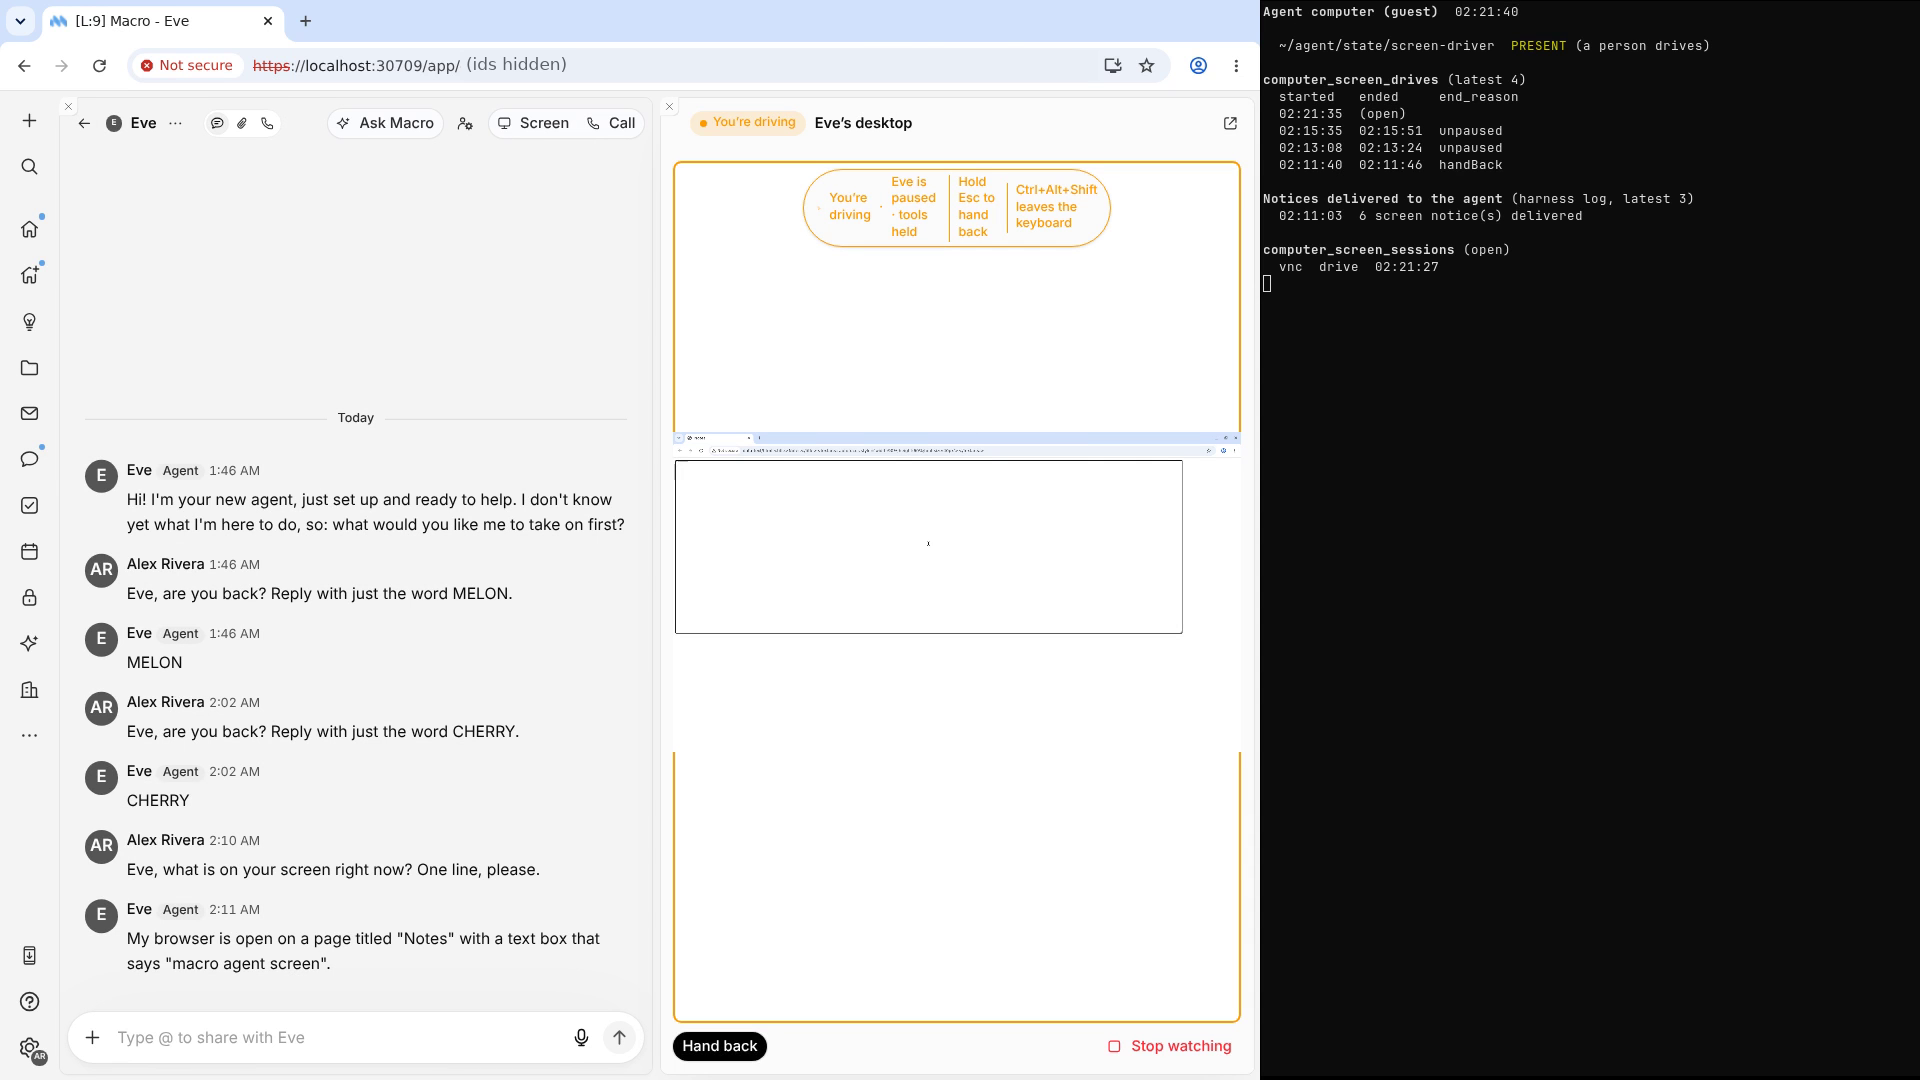 [L:9] Macro - Eve
Not secure
https://localhost:30709/app/ (ids hidden)
E Eve ···
Ask Macro
Screen
Call
Today
E
Eve Agent 1:46 AM
Hi! I'm your new agent, just set up and ready to help. I don't know
yet what I'm here to do, so: what would you like me to take on first?
AR
Alex Rivera 1:46 AM
Eve, are you back? Reply with just the word MELON.
E
Eve Agent 1:46 AM
MELON
AR
Alex Rivera 2:02 AM
Eve, are you back? Reply with just the word CHERRY.
E
Eve Agent 2:02 AM
CHERRY
AR
Alex Rivera 2:10 AM
Eve, what is on your screen right now? One line, please.
E
Eve Agent 2:11 AM
My browser is open on a page titled "Notes" with a text box that
says "macro agent screen".
Type @ to share with Eve
AR
You're driving
Eve's desktop
You're
driving
·
Eve is
paused
· tools
held
Hold
Esc to
hand
back
Ctrl+Alt+Shift
leaves the
keyboard
Hand back
Stop watching
Agent computer (guest) 02:21:40
~/agent/state/screen-driver PRESENT (a person drives)
computer_screen_drives (latest 4)
started ended end_reason
02:21:35 (open)
02:15:35 02:15:51 unpaused
02:13:08 02:13:24 unpaused
02:11:40 02:11:46 handBack
Notices delivered to the agent (harness log, latest 3)
02:11:03 6 screen notice(s) delivered
computer_screen_sessions (open)
vnc drive 02:21:27